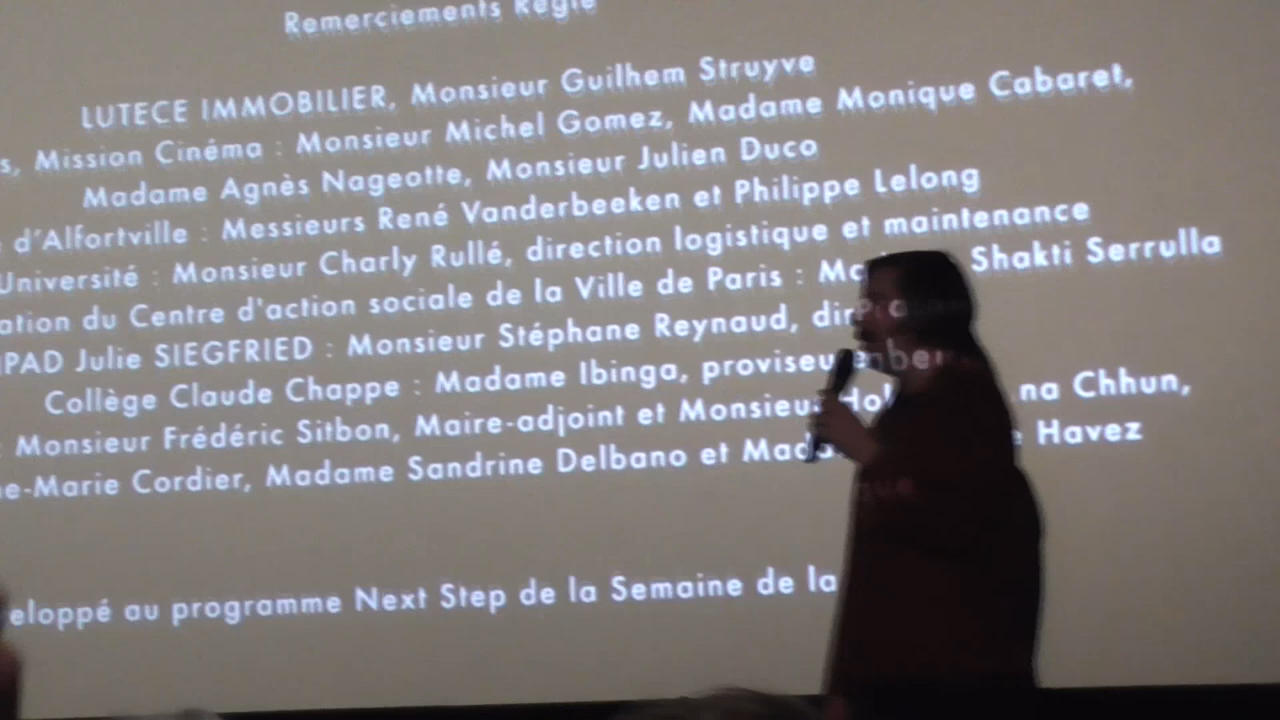 Remerciements Régie
LUTECE IMMOBILIER, Monsieur Guilhem Struyve
s, Mission Cinéma : Monsieur Michel Gomez, Madame Monique Cabaret,
Madame Agnès Nageotte, Monsieur Julien Duco
d'Alfortville : Messieurs René Vanderbeeken et Philippe Lelong
Université : Monsieur Charly Rullé, direction logistique et maintenance
ation du Centre d'action sociale de la Ville de Paris : Shakti Serrulla
PAD Julie SIEGFRIED : Monsieur Stéphane Reynaud,
Collège Claude Chappe : Madame Ibinga, proviseu
: Monsieur Frédéric Sitbon, Maire-adjoint et Monsieur na Chhun,
e-Marie Cordier, Madame Sandrine Delbano et Mad Havez
eloppé au programme Next Step de la Semaine de la